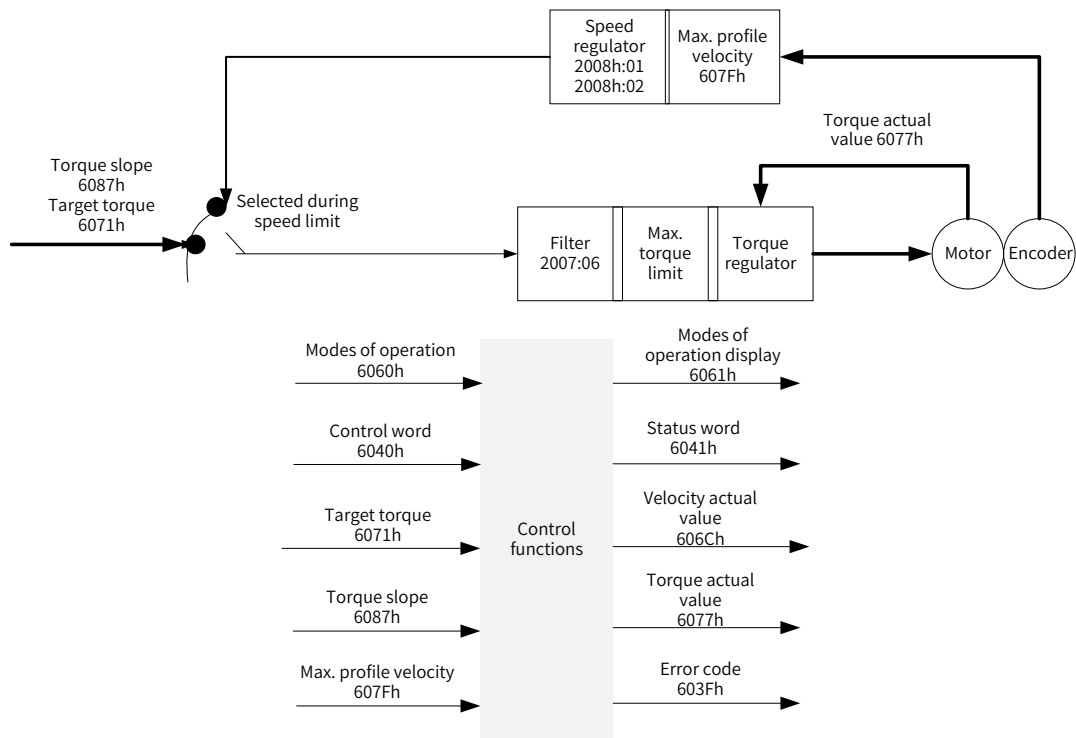 Speed
regulator
2008h:01
2008h:02
Max. profile
velocity
607Fh
Torque actual
value 6077h
Torque slope
6087h
Target torque
6071h
Selected during
speed limit
Filter
2007:06
Max.
torque
limit
Torque
regulator
Motor
Encoder
Modes of operation
6060h
Control word
6040h
Target torque
6071h
Torque slope
6087h
Max. profile velocity
607Fh
Control
functions
Modes of
operation display
6061h
Status word
6041h
Velocity actual
value
606Ch
Torque actual
value
6077h
Error code
603Fh